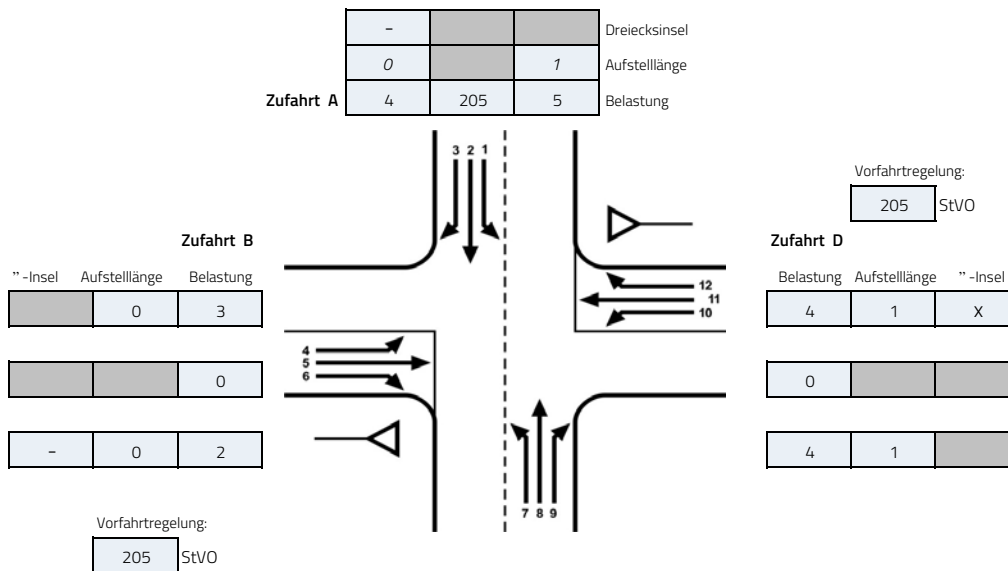 - Dreiecksinsel
0 1 Aufstelllänge
Zufahrt A 4 205 5 Belastung
3 2 1
Vorfahrtregelung:
205 StVO
Zufahrt B
Zufahrt D
”-Insel Aufstelllänge Belastung
Belastung Aufstelllänge ”-Insel
0 3
4 1 X
12
11
10
4
5
6
0
0
- 0 2
4 1
7 8 9
Vorfahrtregelung:
205 StVO